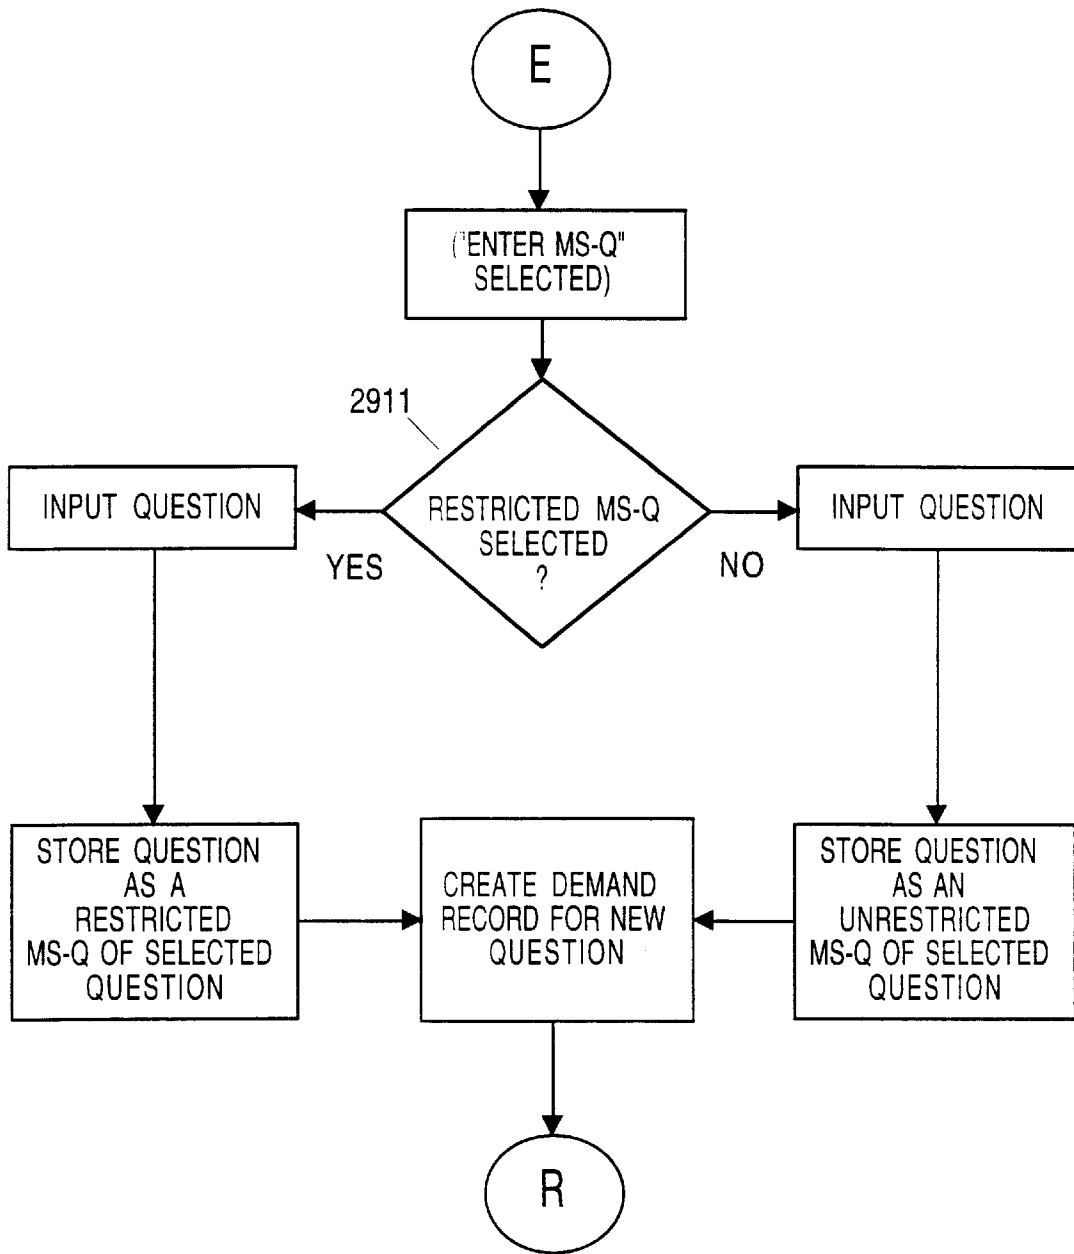 E
("ENTER MS-Q"
SELECTED)
2911
RESTRICTED MS-Q
SELECTED
?
YES
NO
INPUT QUESTION
INPUT QUESTION
STORE QUESTION
AS A
RESTRICTED
MS-Q OF SELECTED
QUESTION
CREATE DEMAND
RECORD FOR NEW
QUESTION
STORE QUESTION
AS AN
UNRESTRICTED
MS-Q OF SELECTED
QUESTION
R